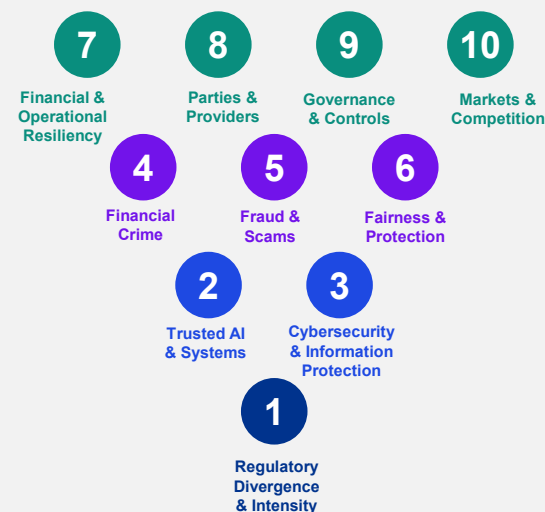 7
8
9
10
Financial &
Operational
Resiliency
Parties &
Providers
Governance
& Controls
Markets &
Competition
4
5
6
Financial
Crime
Fraud &
Scams
Fairness &
Protection
2
3
Trusted AI
& Systems
Cybersecurity
& Information
Protection
1
Regulatory
Divergence
& Intensity